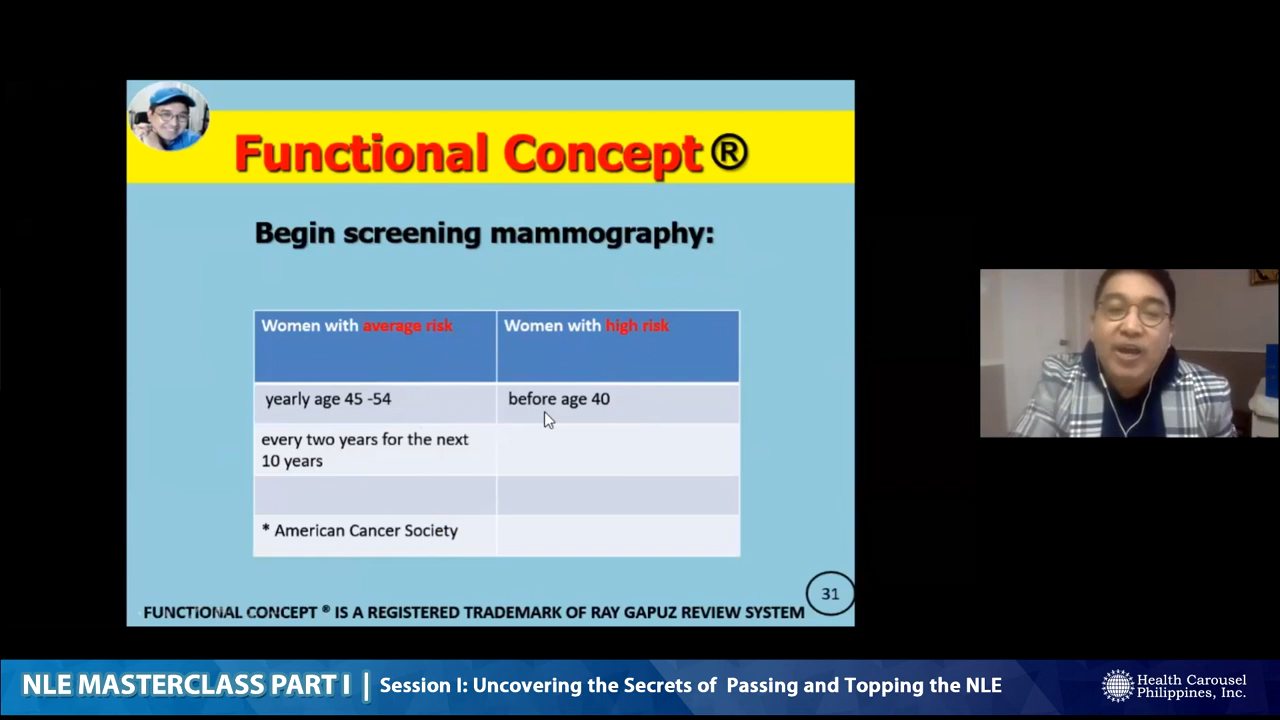 Functional Concept ®
Begin screening mammography:
Women with average risk
Women with high risk
yearly age 45 -54
before age 40
every two years for the next
10 years
* American Cancer Society
31
FUNCTIONAL CONCEPT ® IS A REGISTERED TRADEMARK OF RAY GAPUZ REVIEW SYSTEM
NLE MASTERCLASS PART I | Session I: Uncovering the Secrets of Passing and Topping the NLE
Health Carousel
Philippines, Inc.